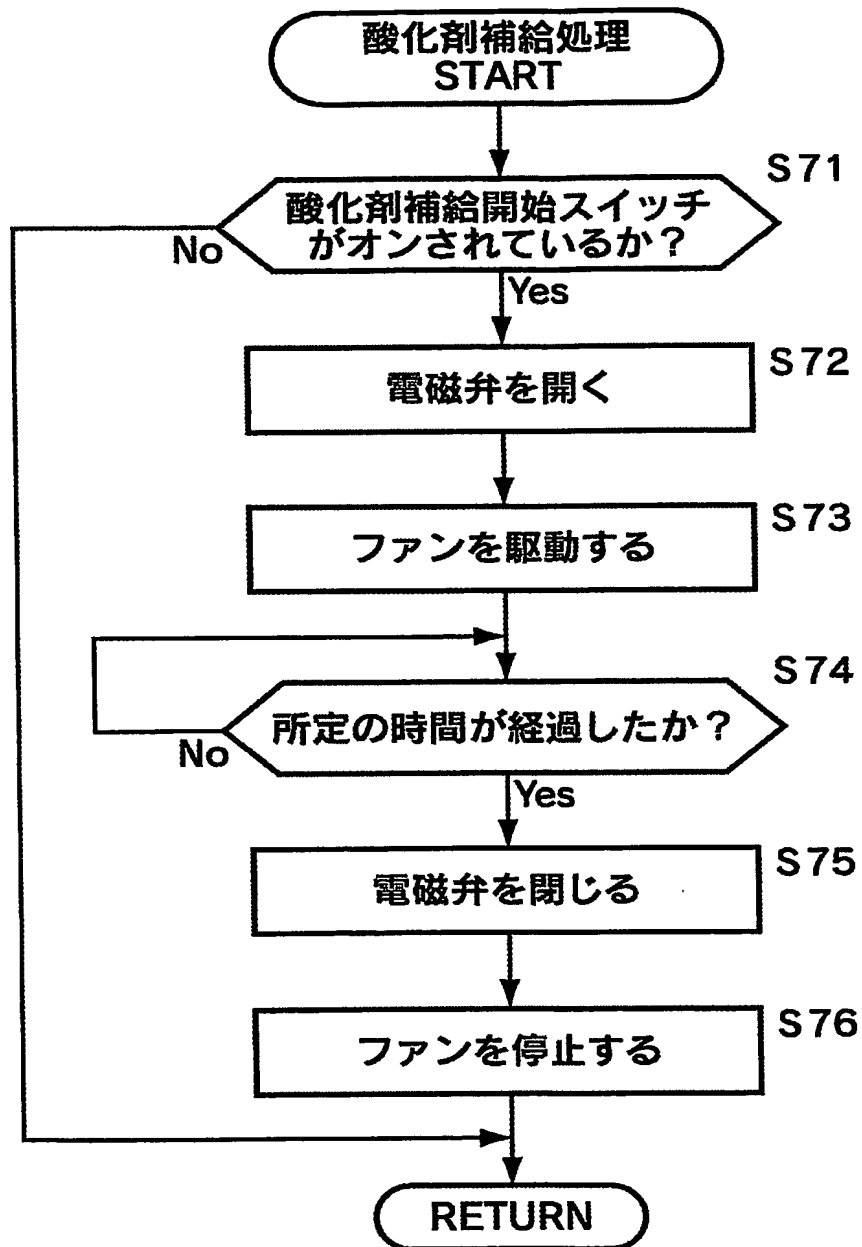 酸化剤補給処理
START
S71
酸化剤補給開始スイッチ
がオンされているか？
No
Yes
S72
電磁弁を開く
S73
ファンを駆動する
S74
所定の時間が経過したか？
No
Yes
S75
電磁弁を閉じる
S76
ファンを停止する
RETURN